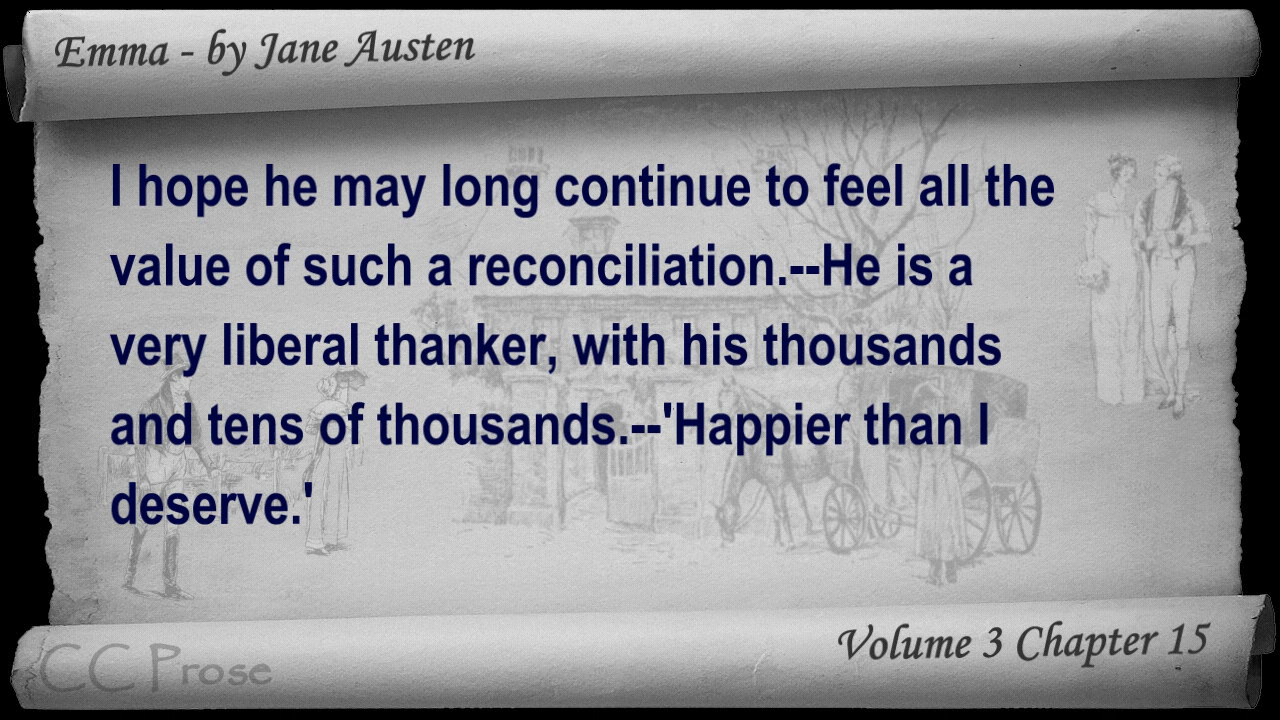 Emma - by Jane Austen
I hope he may long continue to feel all the
value of such a reconciliation.--He is a
very liberal thanker, with his thousands
and tens of thousands.--'Happier than I
deserve.'
Volume 3 Chapter 15
CC Prose